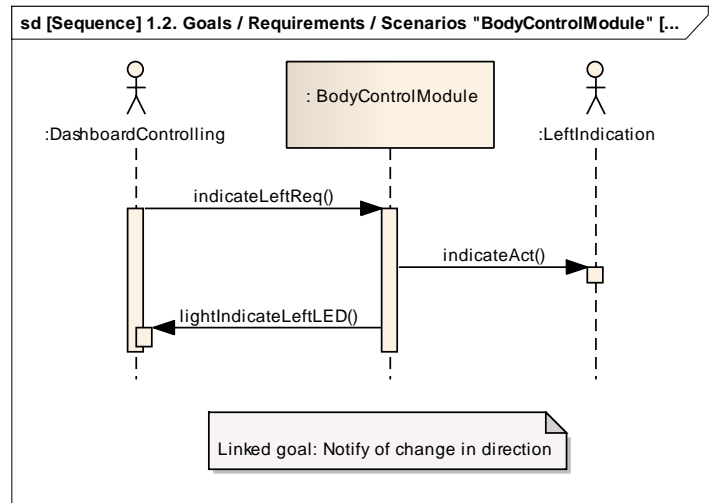 sd [Sequence] 1.2. Goals / Requirements / Scenarios "BodyControlModule" [...
: BodyControlModule
:DashboardControlling
:LeftIndication
indicateLeftReq()
indicateAct()
lightIndicateLeftLED()
Linked goal: Notify of change in direction